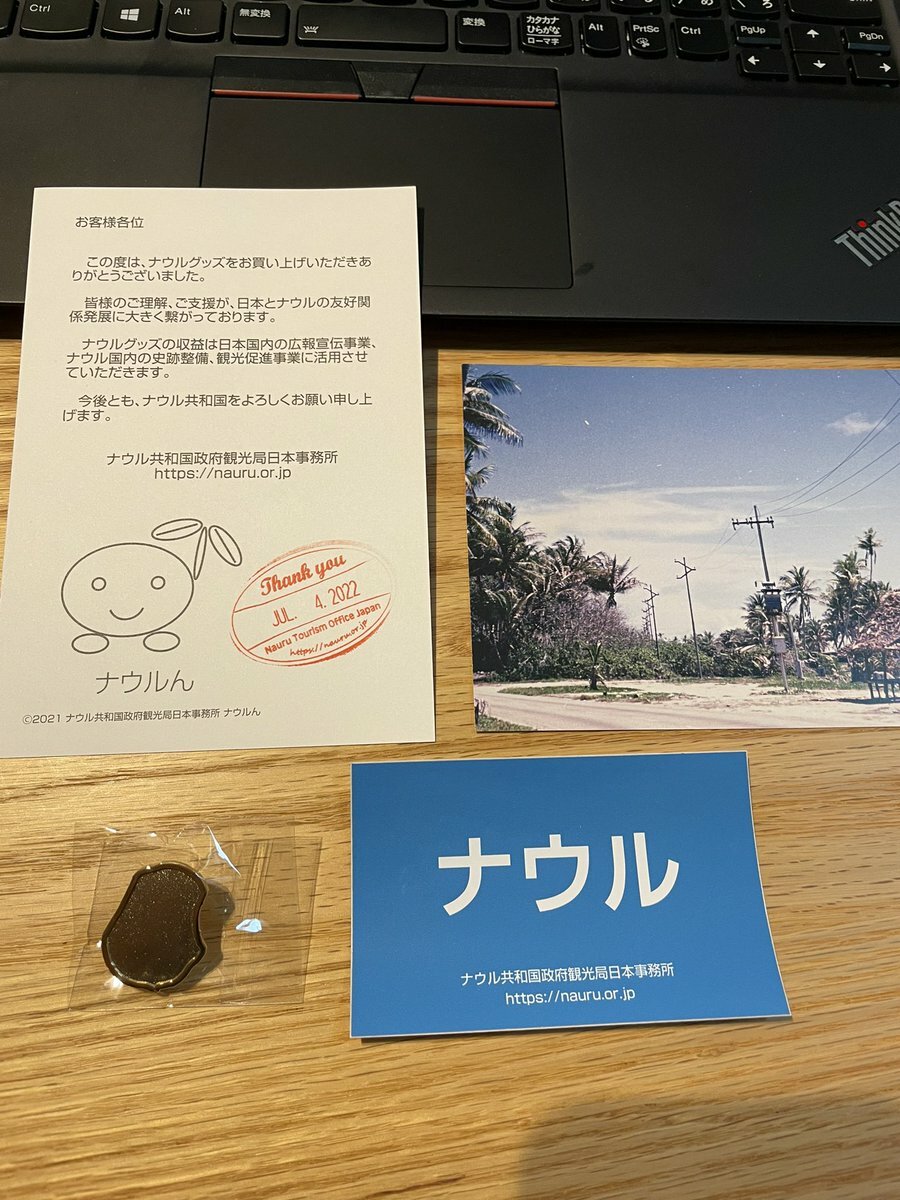 Ctrl
Alt
無変換
変換
カタカナ
ひらがな
ローマ字
Alt
PrtSc
Ctrl
PgUp
PgDn
お客様各位
この度は、ナウルグッズをお買い上げいただきあ
りがとうございました。
皆様のご理解、ご支援が、日本とナウルの友好関
係発展に大きく繋がっております。
ナウルグッズの収益は日本国内の広報宣伝事業、
ナウル国内の史跡整備、観光促進事業に活用させ
ていただきます。
今後とも、ナウル共和国をよろしくお願い申し上
げます。
ナウル共和国政府観光局日本事務所
https://nauru.or.jp
Thank you
JUL. 4. 2022
Nauru Tourism Office Japan
https://nauru.or.jp
ナウルん
©2021 ナウル共和国政府観光局日本事務所 ナウルん
ナウル
ナウル共和国政府観光局日本事務所
https://nauru.or.jp